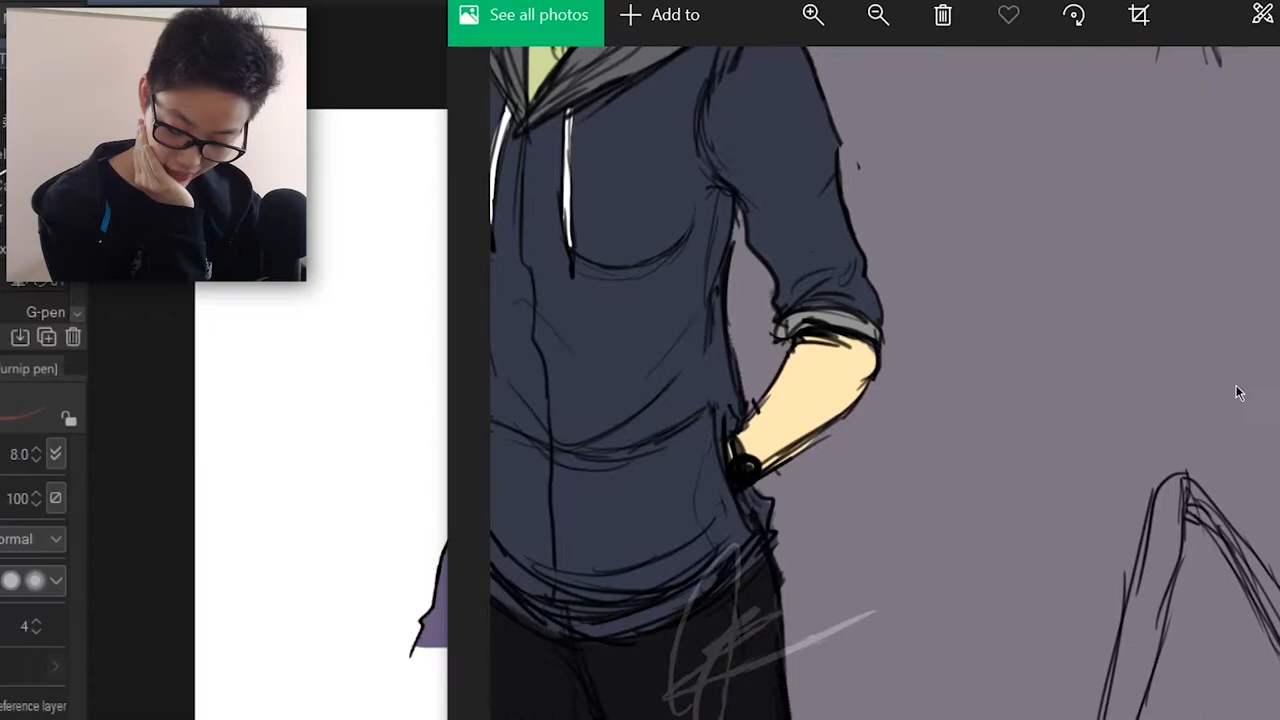 See all photos
Add to
G-pen
urnip pen]
8.0
100
ormal
4
eference layer